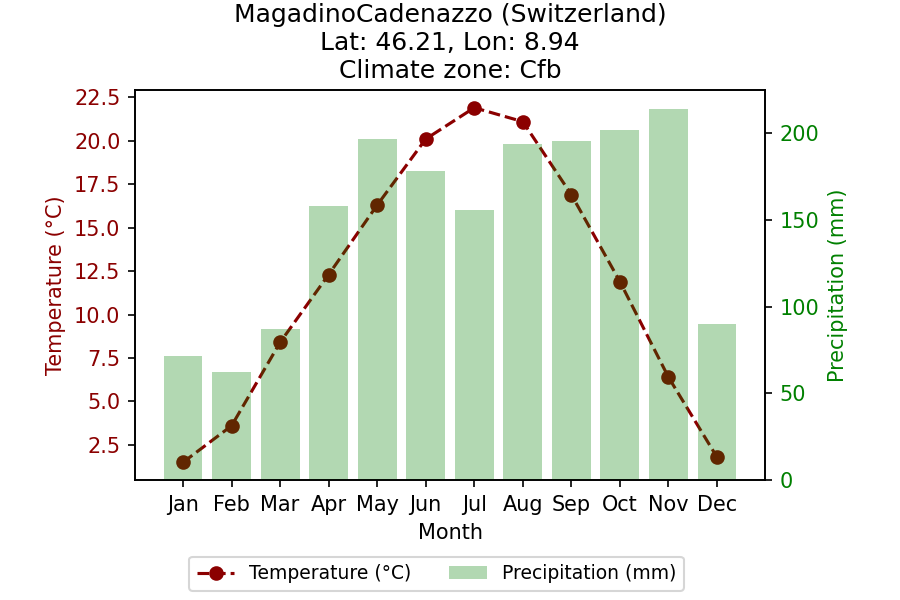 MagadinoCadenazzo (Switzerland)
Lat: 46.21, Lon: 8.94
Climate zone: Cfb
22.5
20.0
17.5
15.0
12.5
10.0
7.5
5.0
2.5
Temperature (°C)
200
150
100
50
0
Precipitation (mm)
Jan Feb Mar Apr May Jun Jul Aug Sep Oct Nov Dec
Month
Temperature (°C) Precipitation (mm)